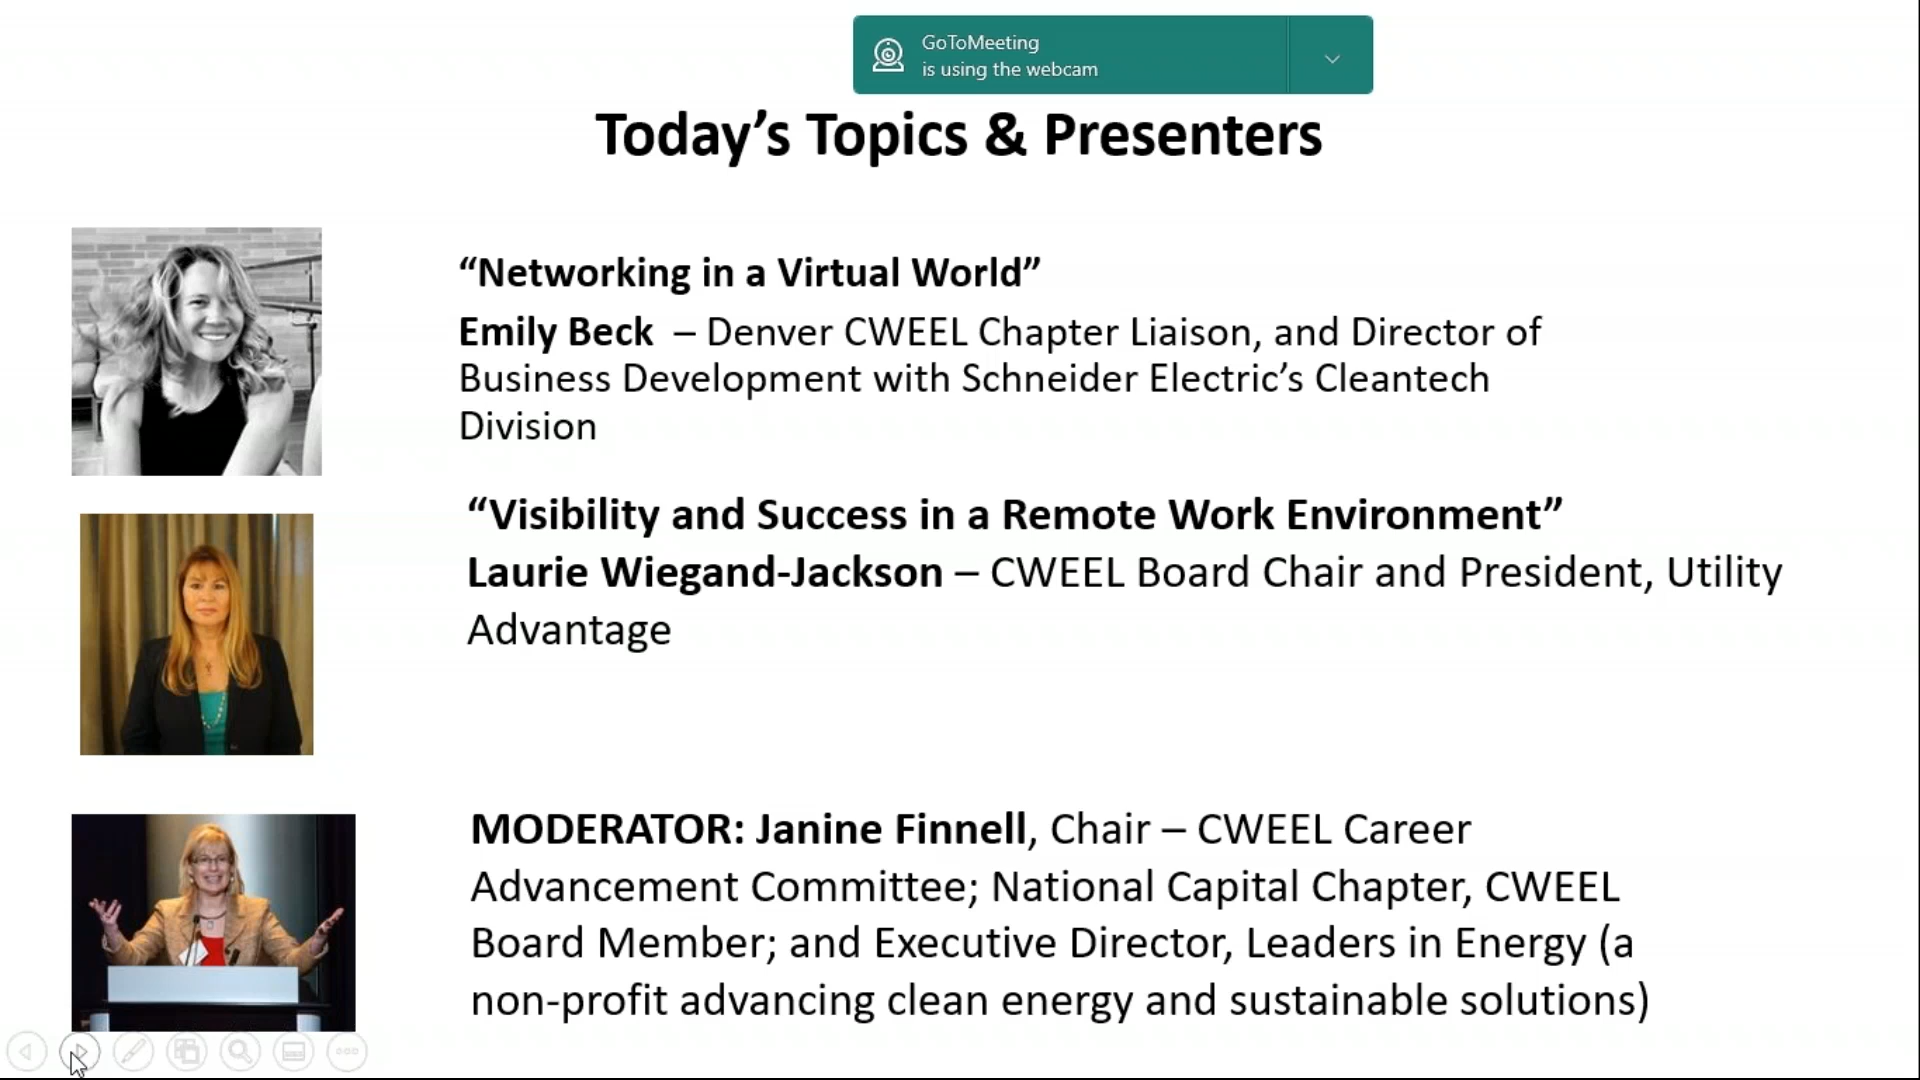 GoToMeeting
is using the webcam
Today’s Topics & Presenters
“Networking in a Virtual World”
Emily Beck – Denver CWEEL Chapter Liaison, and Director of
Business Development with Schneider Electric’s Cleantech
Division
“Visibility and Success in a Remote Work Environment”
Laurie Wiegand-Jackson – CWEEL Board Chair and President, Utility
Advantage
MODERATOR: Janine Finnell, Chair – CWEEL Career
Advancement Committee; National Capital Chapter, CWEEL
Board Member; and Executive Director, Leaders in Energy (a
non-profit advancing clean energy and sustainable solutions)